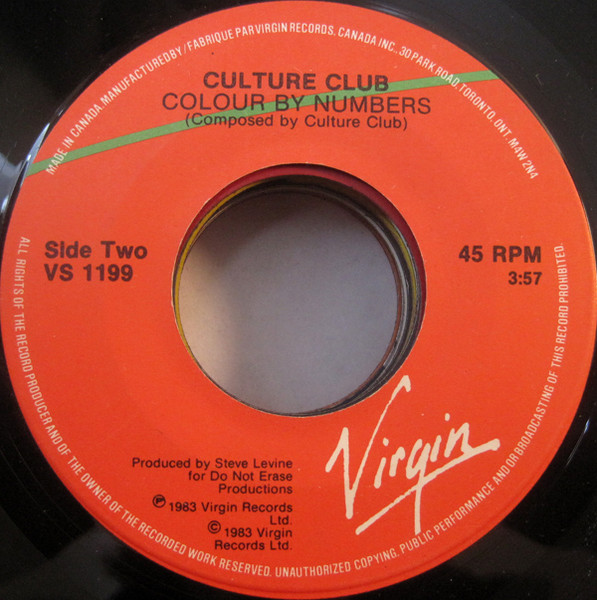 MADE IN CANADA. MANUFACTURED BY / FABRIQUE PAR VIRGIN RECORDS, CANADA INC., 30 PARK ROAD, TORONTO, ONT. M4W 2N4
CULTURE CLUB
COLOUR BY NUMBERS
(Composed by Culture Club)
Side Two
VS 1199
45 RPM
3:57
Virgin
Produced by Steve Levine
for Do Not Erase
Productions
℗ 1983 Virgin Records
Ltd.
© 1983 Virgin
Records Ltd.
ALL RIGHTS OF THE RECORD PRODUCER AND OF THE OWNER OF THE RECORDED WORK RESERVED. UNAUTHORIZED COPYING, PUBLIC PERFORMANCE AND/OR BROADCASTING OF THIS RECORD PROHIBITED.